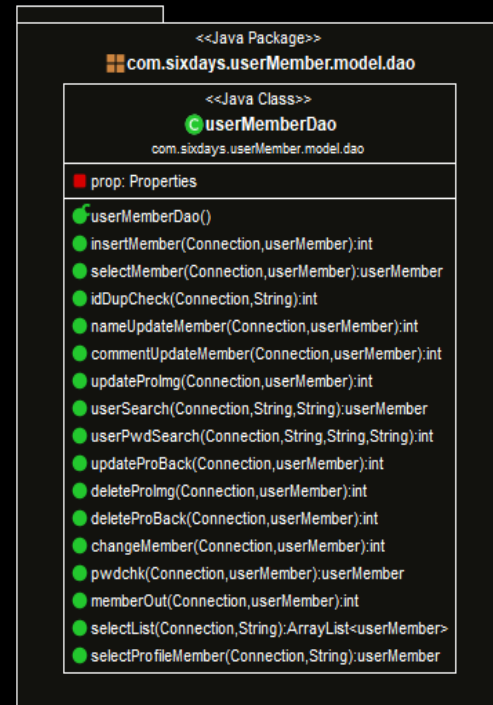 <<Java Package>>
com.sixdays.userMember.model.dao
<<Java Class>>
userMemberDao
com.sixdays.userMember.model.dao
prop: Properties
userMemberDao()
insertMember(Connection,userMember):int
selectMember(Connection,userMember):userMember
idDupCheck(Connection,String):int
nameUpdateMember(Connection,userMember):int
commentUpdateMember(Connection,userMember):int
updateProImg(Connection,userMember):int
userSearch(Connection,String,String):userMember
userPwdSearch(Connection,String,String,String):int
updateProBack(Connection,userMember):int
deleteProImg(Connection,userMember):int
deleteProBack(Connection,userMember):int
changeMember(Connection,userMember):int
pwdchk(Connection,userMember):userMember
memberOut(Connection,userMember):int
selectList(Connection,String):ArrayList<userMember>
selectProfileMember(Connection,String):userMember